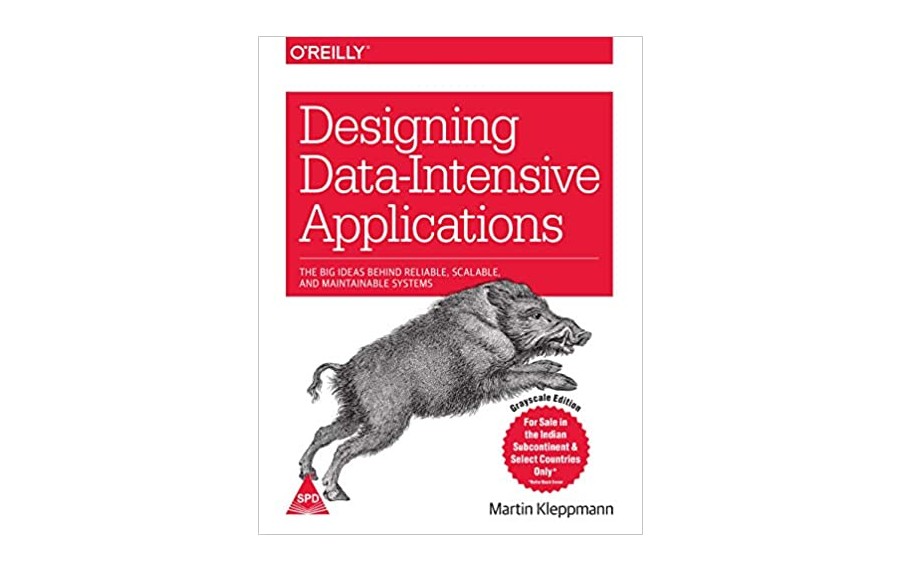 O'REILLY®
Designing
Data-Intensive
Applications
THE BIG IDEAS BEHIND RELIABLE, SCALABLE,
AND MAINTAINABLE SYSTEMS
Grayscale Edition
For Sale in
the Indian
Subcontinent &
Select Countries
Only*
SPD
Martin Kleppmann